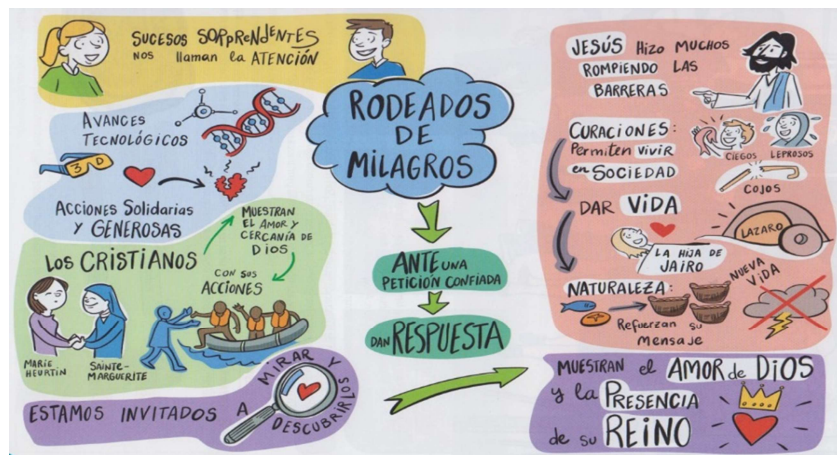 SUCESOS SORPRENDENTES
NOS llaman la ATENCIÓN
RODEADOS
DE
MILAGROS
AVANCES
TECNOLÓGICOS
3D
ACCIONES Solidarias
Y GENEROSAS
MUESTRAN
EL AMOR Y
CERCANÍA DE
DIOS
LOS CRISTIANOS
CON SUS
ACCIONES
MARIE
HEURTIN
SAINTE-
MARGUERITE
ESTAMOS INVITADOS A
MIRAR Y
DESCUBRIRLOS
ANTE UNA
PETICIÓN CONFIADA
DAN RESPUESTA
JESÚS HIZO MUCHOS
ROMPIENDO LAS
BARRERAS
CURACIONES:
Permiten vivir
en SOCIEDAD
CIEGOS
LEPROSOS
COJOS
DAR VIDA
LAZARO
LA HIJA DE
JAIRO
NATURALEZA:
NUEVA
VIDA
Refuerzan su
mensaje
MUESTRAN el AMOR de DIOS
y la PRESENCIA
de su REINO